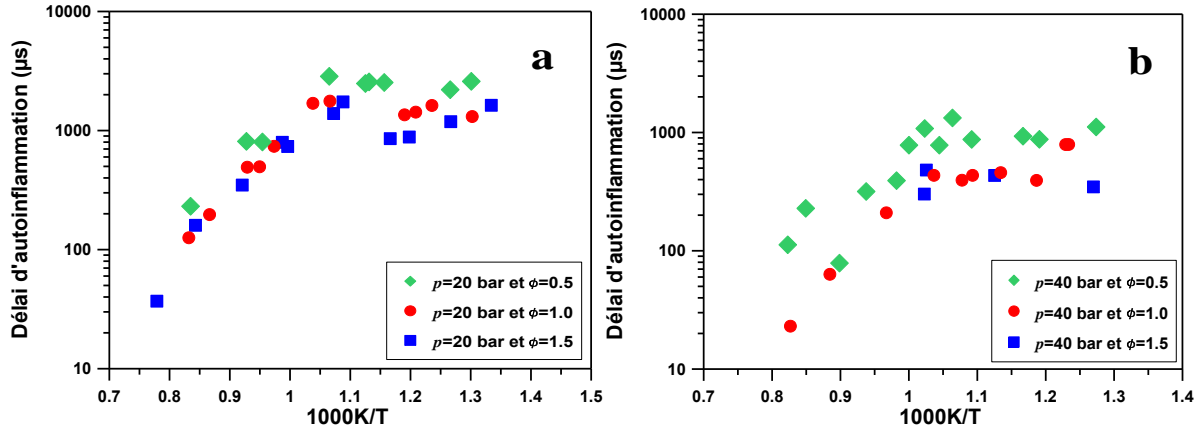 a
Délai d'autoinflammation (µs)
10000
1000
100
10
0.7 0.8 0.9 1 1.1 1.2 1.3 1.4 1.5
1000K/T
p=20 bar et ϕ=0.5
p=20 bar et ϕ=1.0
p=20 bar et ϕ=1.5
b
Délai d'autoinflammation (µs)
10000
1000
100
10
0.7 0.8 0.9 1 1.1 1.2 1.3 1.4
1000K/T
p=40 bar et ϕ=0.5
p=40 bar et ϕ=1.0
p=40 bar et ϕ=1.5